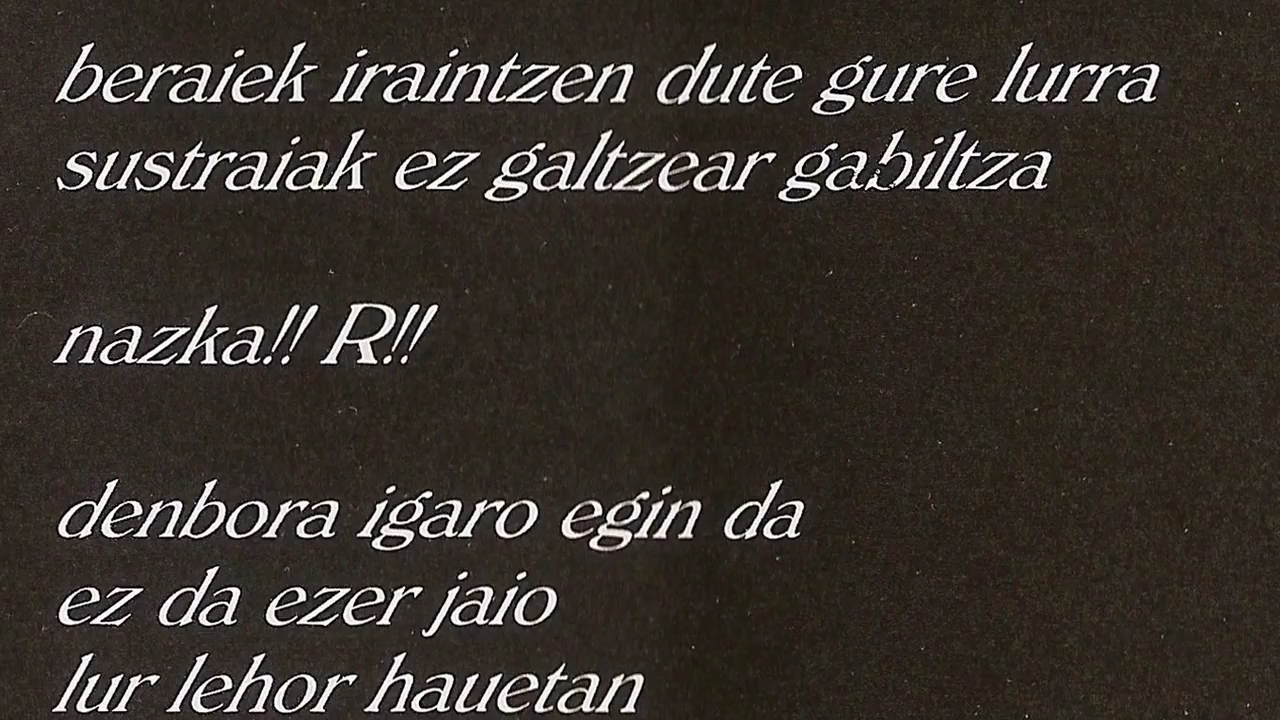 beraiek iraintzen dute gure lurra
sustraiak ez galtzear gabiltza
nazka!! R!!
denbora igaro egin da
ez da ezer jaio
lur lehor hauetan